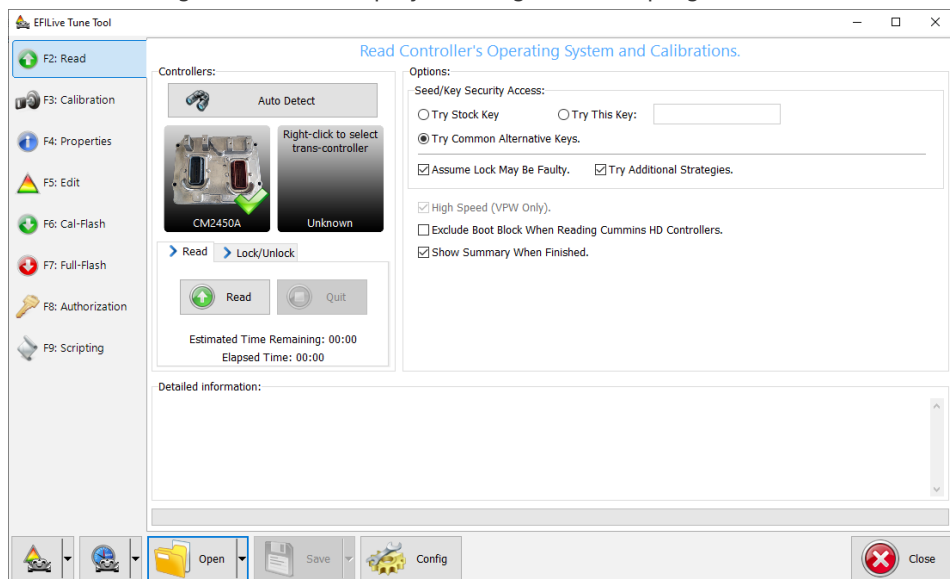 EFILive Tune Tool
F2: Read
F3: Calibration
F4: Properties
F5: Edit
F6: Cal-Flash
F7: Full-Flash
F8: Authorization
F9: Scripting
Read Controller's Operating System and Calibrations.
Controllers:
Auto Detect
CM2450A
Right-click to select
trans-controller
Unknown
Read
Lock/Unlock
Read
Quit
Estimated Time Remaining: 00:00
Elapsed Time: 00:00
Options:
Seed/Key Security Access:
Try Stock Key
Try This Key:
Try Common Alternative Keys.
Assume Lock May Be Faulty.
Try Additional Strategies.
High Speed (VPW Only).
Exclude Boot Block When Reading Cummins HD Controllers.
Show Summary When Finished.
Detailed information:
Open
Save
Config
Close